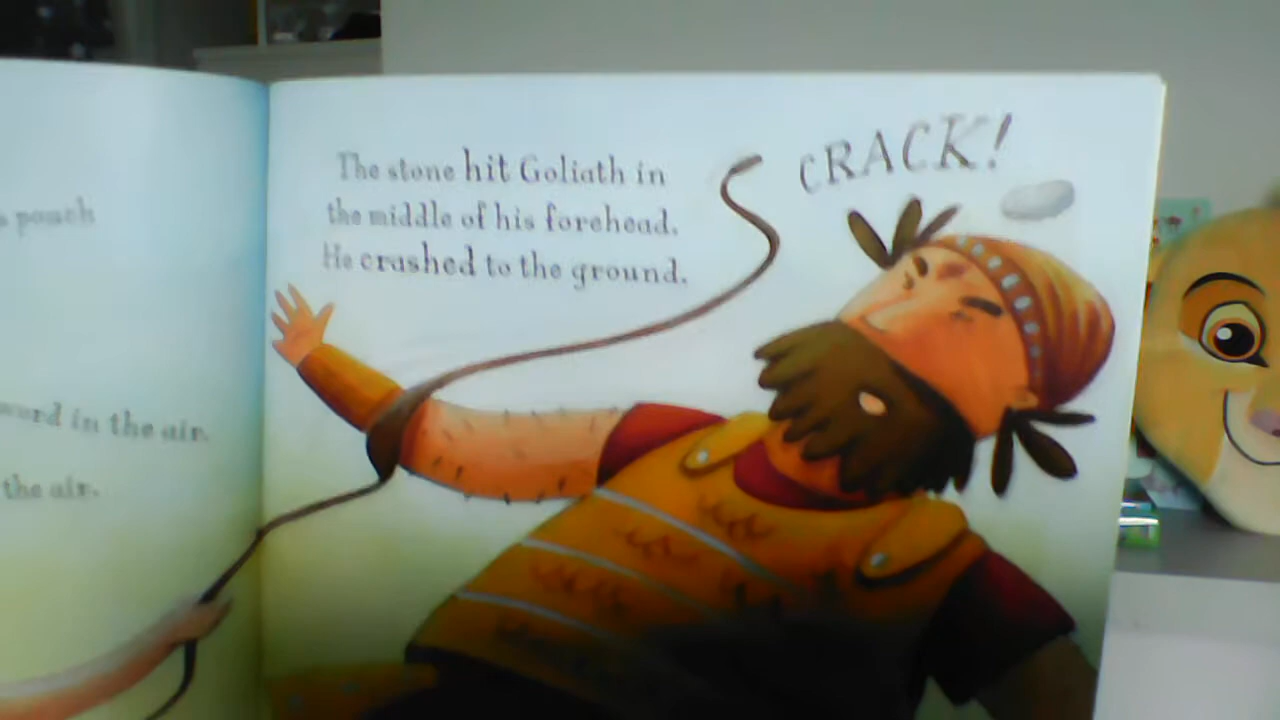 pouch
sword in the air.
the air.
The stone hit Goliath in
the middle of his forehead.
He crashed to the ground.
CRACK!